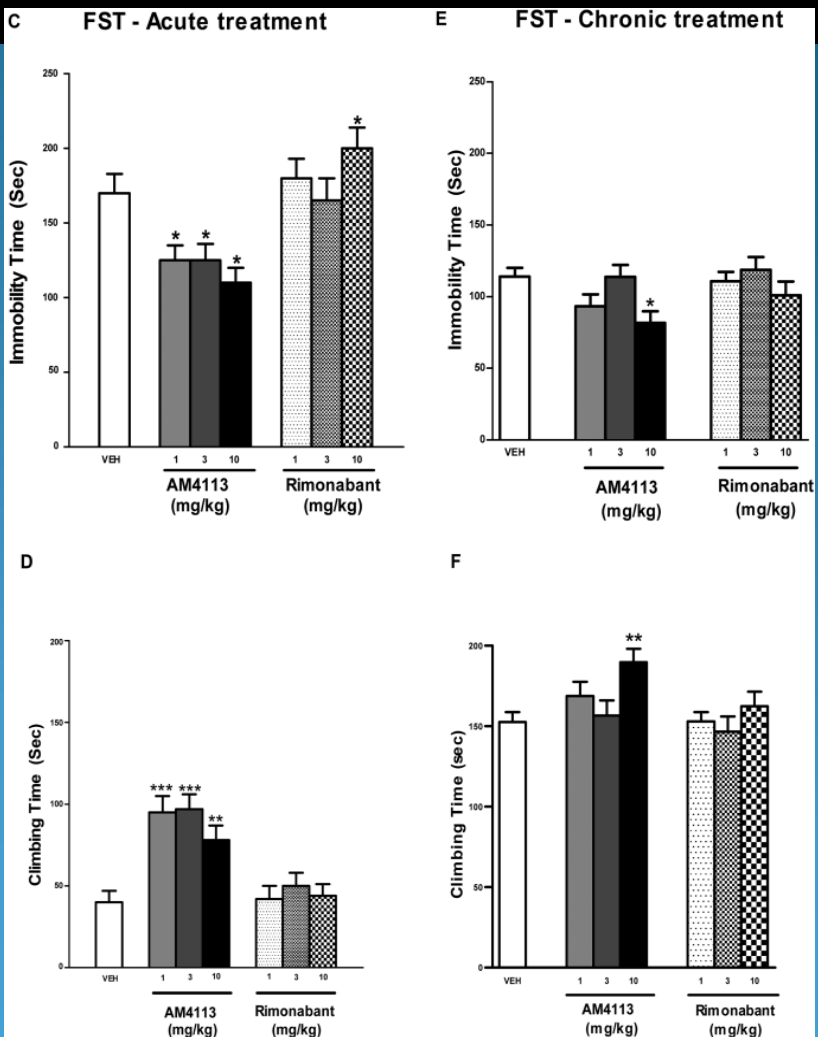 C FST - Acute treatment
250
200
150
100
50
0
Immobility Time (Sec)
*
*
*
*
VEH 1 3 10 1 3 10
AM4113 Rimonabant
(mg/kg) (mg/kg)
E FST - Chronic treatment
250
200
150
100
50
0
Immobility Time (Sec)
*
VEH 1 3 10 1 3 10
AM4113 Rimonabant
(mg/kg) (mg/kg)
D
200
150
100
50
0
Climbing Time (Sec)
*** ***
**
VEH 1 3 10 1 3 10
AM4113 Rimonabant
(mg/kg) (mg/kg)
F
200
150
100
50
0
Climbing Time (sec)
**
VEH 1 3 10 1 3 10
AM4113 Rimonabant
(mg/kg) (mg/kg)